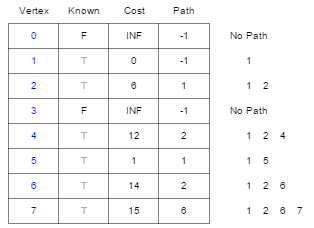 Vertex Known Cost Path
0 F INF -1 No Path
1 T 0 -1 1
2 T 6 1 1 2
3 F INF -1 No Path
4 T 12 2 1 2 4
5 T 1 1 1 5
6 T 14 2 1 2 6
7 T 15 6 1 2 6 7